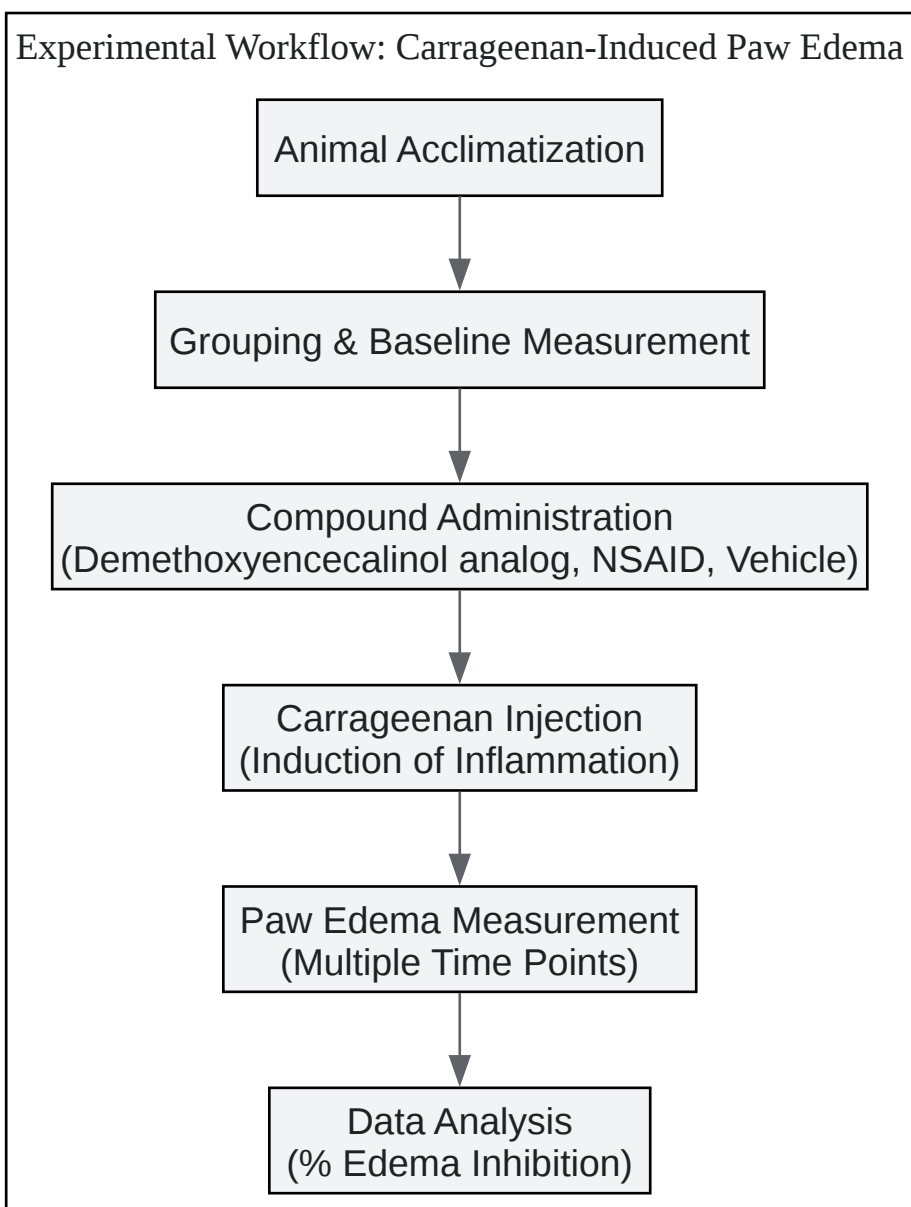 Experimental Workflow: Carrageenan-Induced Paw Edema
Animal Acclimatization
Grouping & Baseline Measurement
Compound Administration
(Demethoxyencecalinol analog, NSAID, Vehicle)
Carrageenan Injection
(Induction of Inflammation)
Paw Edema Measurement
(Multiple Time Points)
Data Analysis
(% Edema Inhibition)